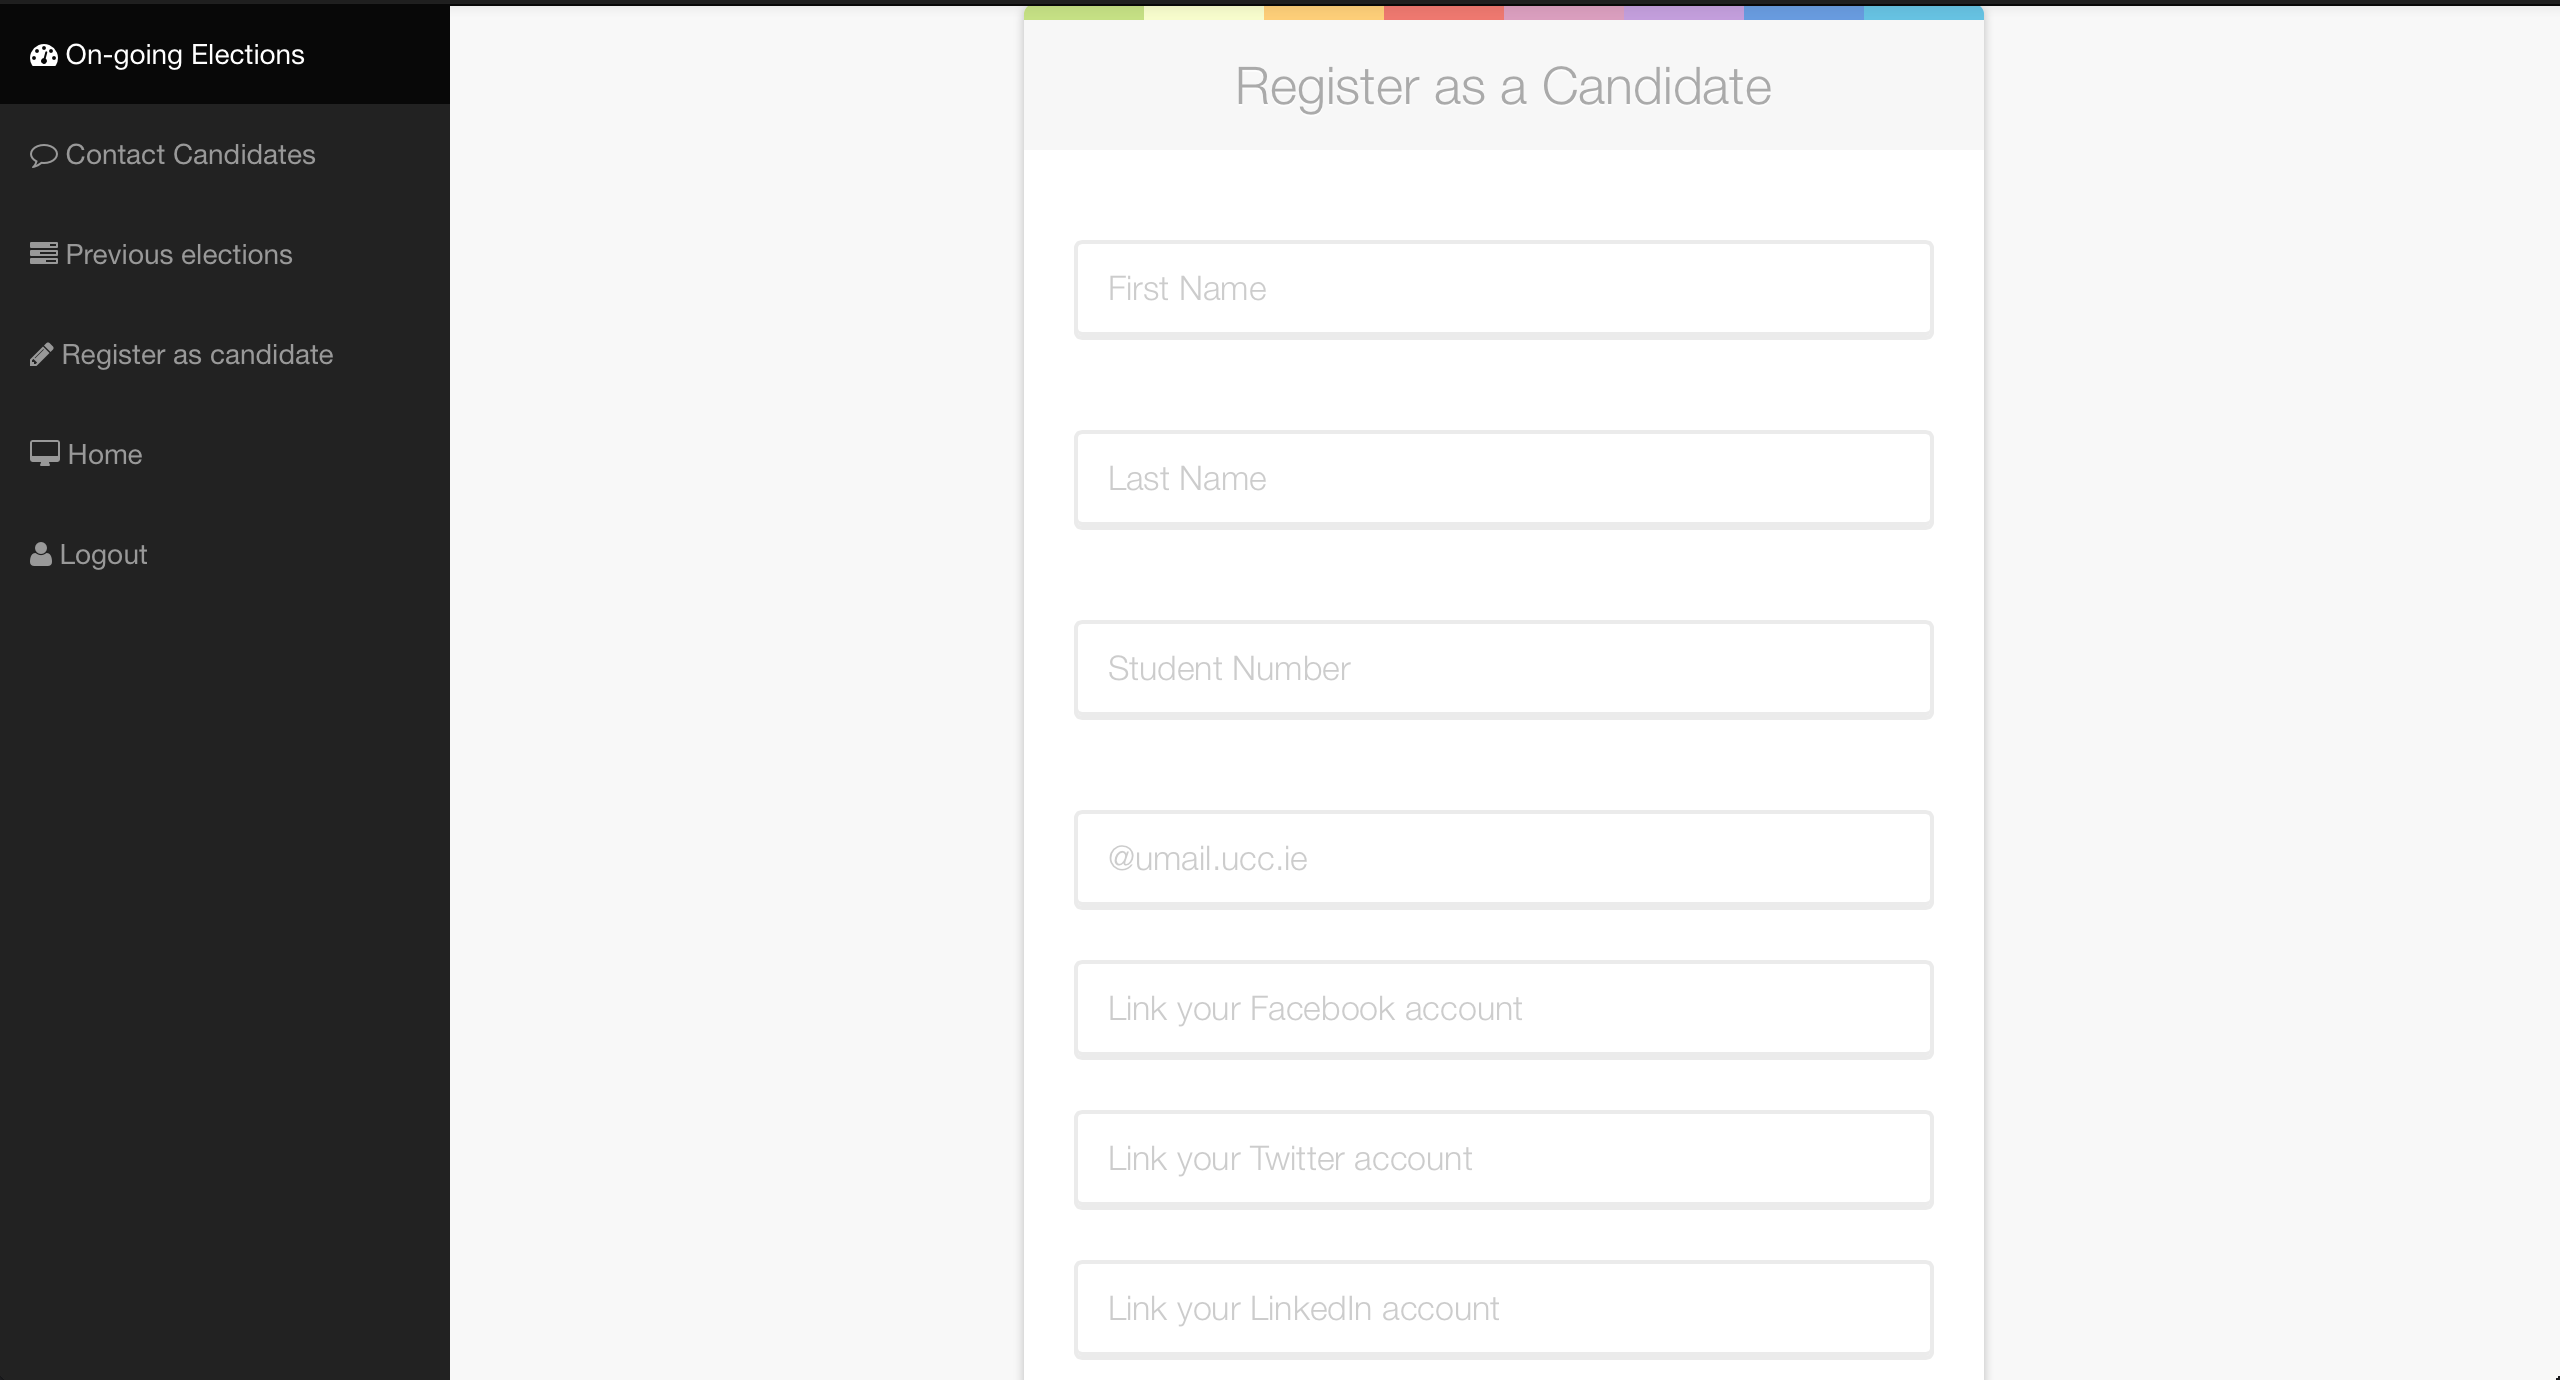 On-going Elections
Contact Candidates
Previous elections
Register as candidate
Home
Logout
Register as a Candidate
First Name
Last Name
Student Number
@umail.ucc.ie
Link your Facebook account
Link your Twitter account
Link your LinkedIn account